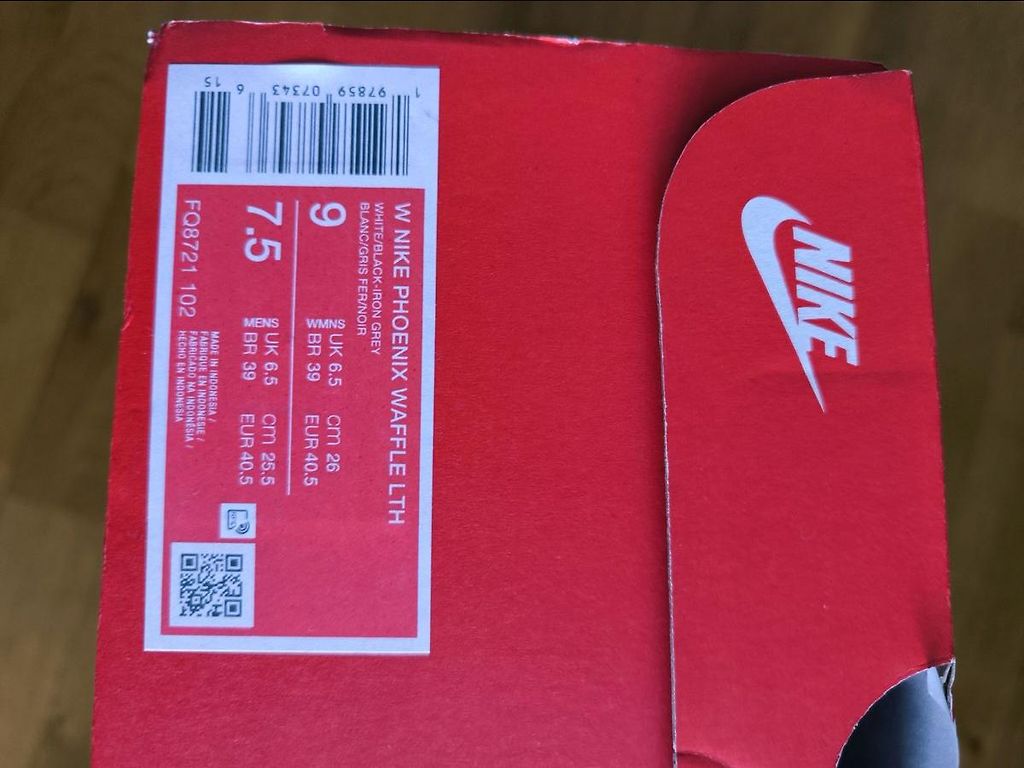 W NIKE PHOENIX WAFFLE LTH
WHITE/BLACK-IRON GREY
BLANC/GRIS FER/NOIR
9
WMNS
UK 6.5 cm 26
BR 39 EUR 40.5
7.5
MENS
UK 6.5 cm 25.5
BR 39 EUR 40.5
FQ8721 102
MADE IN INDONESIA /
FABRIQUE EN INDONESIE /
FABRICADO NA INDONÉSIA /
HECHO EN INDONESIA
1 97859 07343 6 15
NIKE